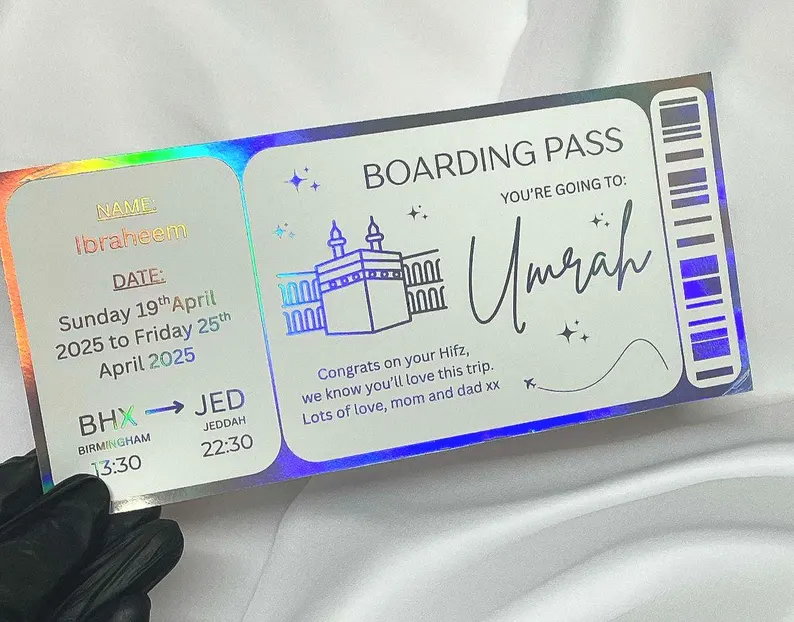 NAME:
Ibraheem
DATE:
Sunday 19th April
2025 to Friday 25th
April 2025
BHX → JED
BIRMINGHAM JEDDAH
13:30 22:30
BOARDING PASS
YOU'RE GOING TO:
Umrah
Congrats on your Hifz,
we know you'll love this trip.
Lots of love, mom and dad xx